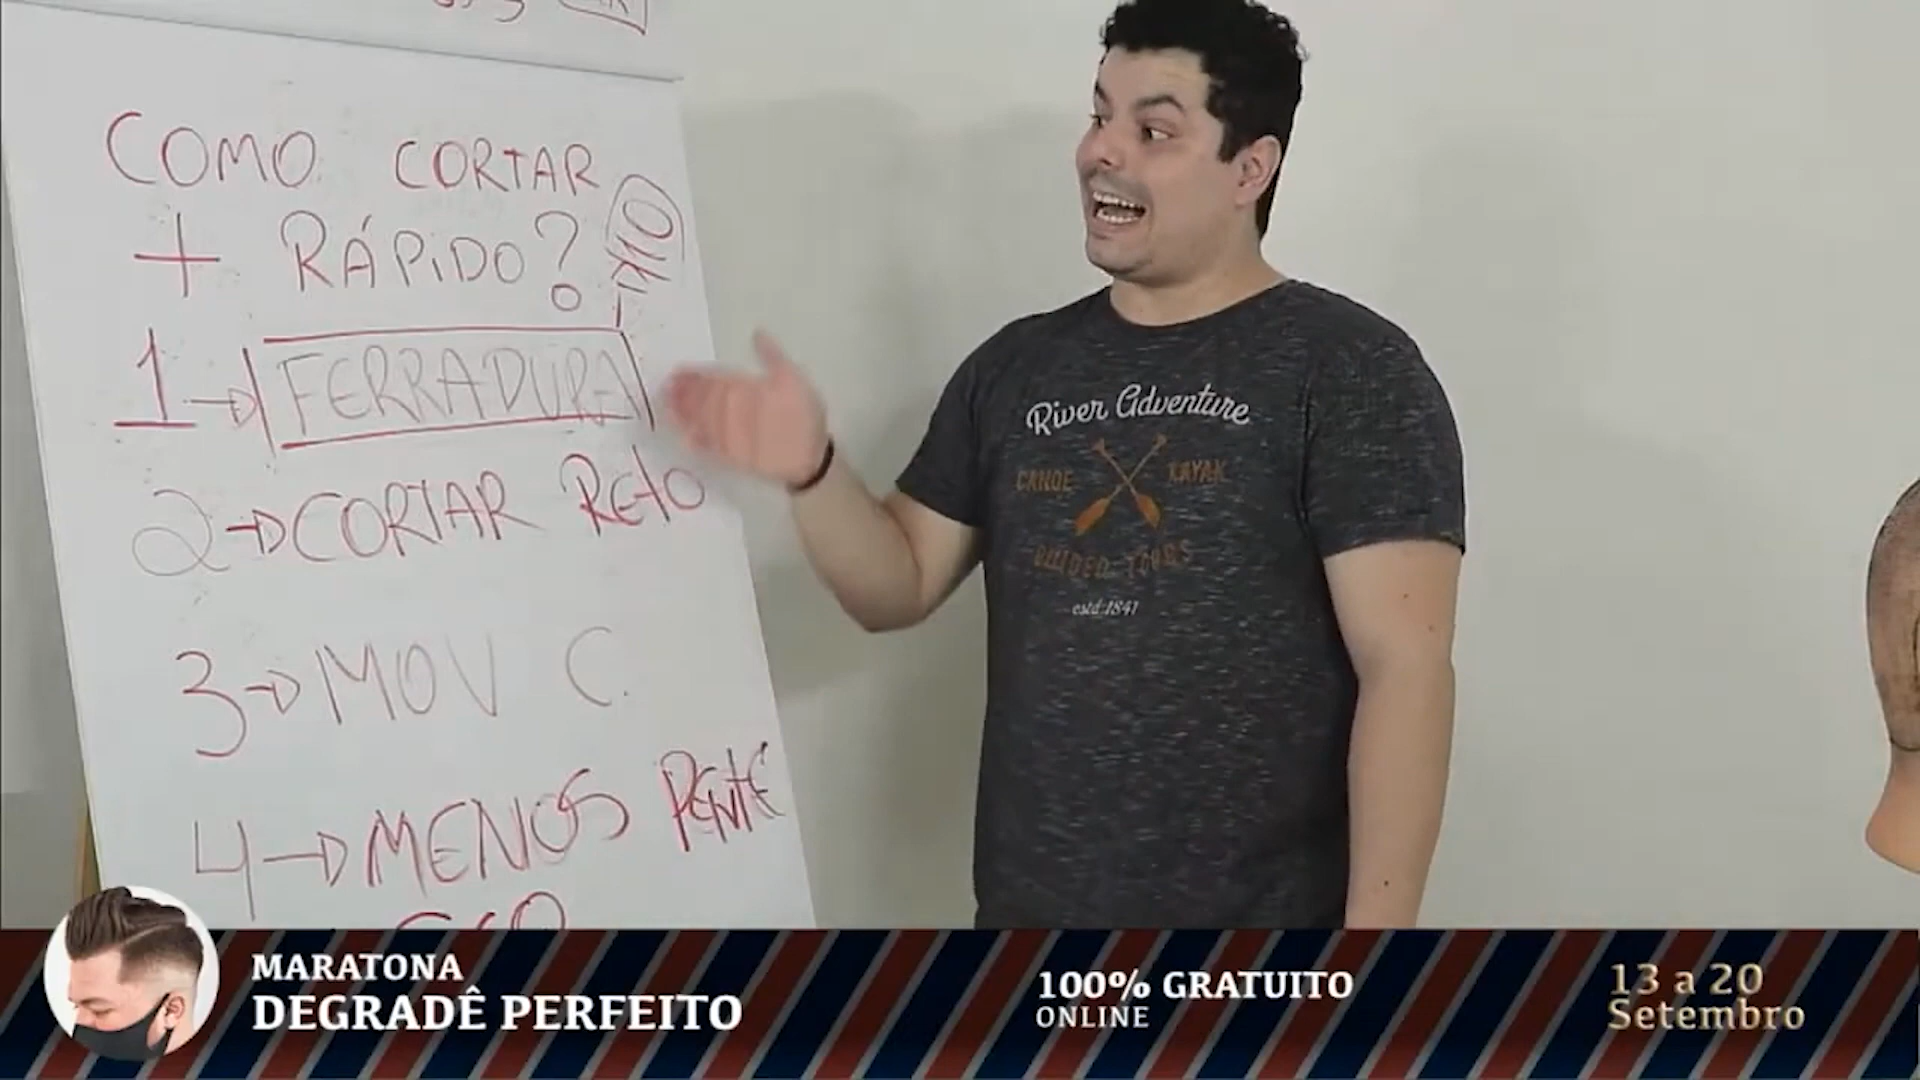 COMO CORTAR
+ RÁPIDO?
1 → FERRADURA
2 → CORTAR RETO
3 → MOV C.
4 → MENOS PENTE
River Adventure
CANOE KAYAK
GUIDED TOURS
estd.1841
MARATONA
DEGRADÊ PERFEITO
100% GRATUITO
ONLINE
13 a 20
Setembro